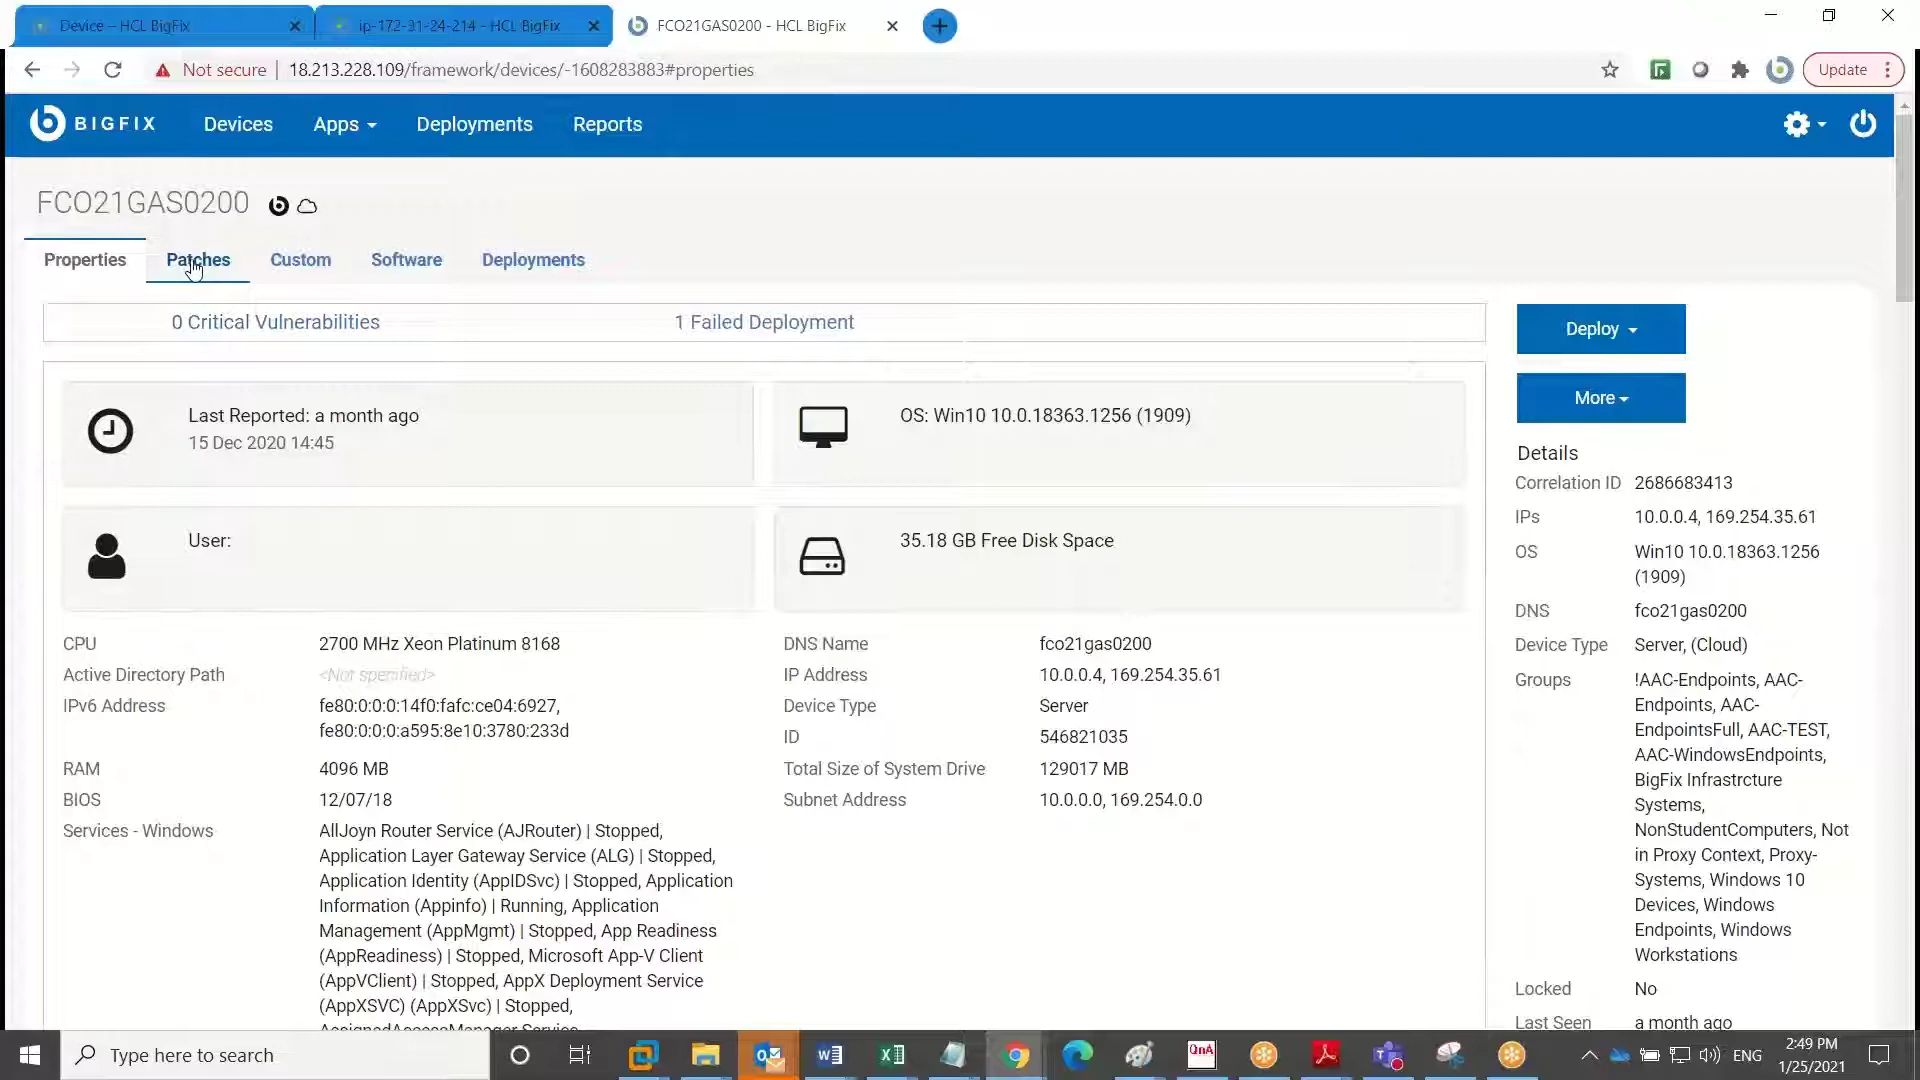 Device – HCL BigFix
ip-172-31-24-214 - HCL BigFix
FCO21GAS0200 - HCL BigFix
Not secure
18.213.228.109/framework/devices/-1608283883#properties
Update
BIGFIX
Devices
Apps
Deployments
Reports
FCO21GAS0200
Properties
Patches
Custom
Software
Deployments
0 Critical Vulnerabilities
1 Failed Deployment
Last Reported: a month ago
15 Dec 2020 14:45
OS: Win10 10.0.18363.1256 (1909)
User:
35.18 GB Free Disk Space
CPU
2700 MHz Xeon Platinum 8168
Active Directory Path
<Not specified>
IPv6 Address
fe80:0:0:0:14f0:fafc:ce04:6927,
fe80:0:0:0:a595:8e10:3780:233d
RAM
4096 MB
BIOS
12/07/18
Services - Windows
AllJoyn Router Service (AJRouter) | Stopped,
Application Layer Gateway Service (ALG) | Stopped,
Application Identity (AppIDSvc) | Stopped, Application
Information (Appinfo) | Running, Application
Management (AppMgmt) | Stopped, App Readiness
(AppReadiness) | Stopped, Microsoft App-V Client
(AppVClient) | Stopped, AppX Deployment Service
(AppXSVC) (AppXSvc) | Stopped,
AssignedAccessManager Service
DNS Name
fco21gas0200
IP Address
10.0.0.4, 169.254.35.61
Device Type
Server
ID
546821035
Total Size of System Drive
129017 MB
Subnet Address
10.0.0.0, 169.254.0.0
Deploy
More
Details
Correlation ID
2686683413
IPs
10.0.0.4, 169.254.35.61
OS
Win10 10.0.18363.1256
(1909)
DNS
fco21gas0200
Device Type
Server, (Cloud)
Groups
!AAC-Endpoints, AAC-
Endpoints, AAC-
EndpointsFull, AAC-TEST,
AAC-WindowsEndpoints,
BigFix Infrastrcture
Systems,
NonStudentComputers, Not
in Proxy Context, Proxy-
Systems, Windows 10
Devices, Windows
Endpoints, Windows
Workstations
Locked
No
Last Seen
a month ago
Type here to search
QnA
ENG
2:49 PM
1/25/2021